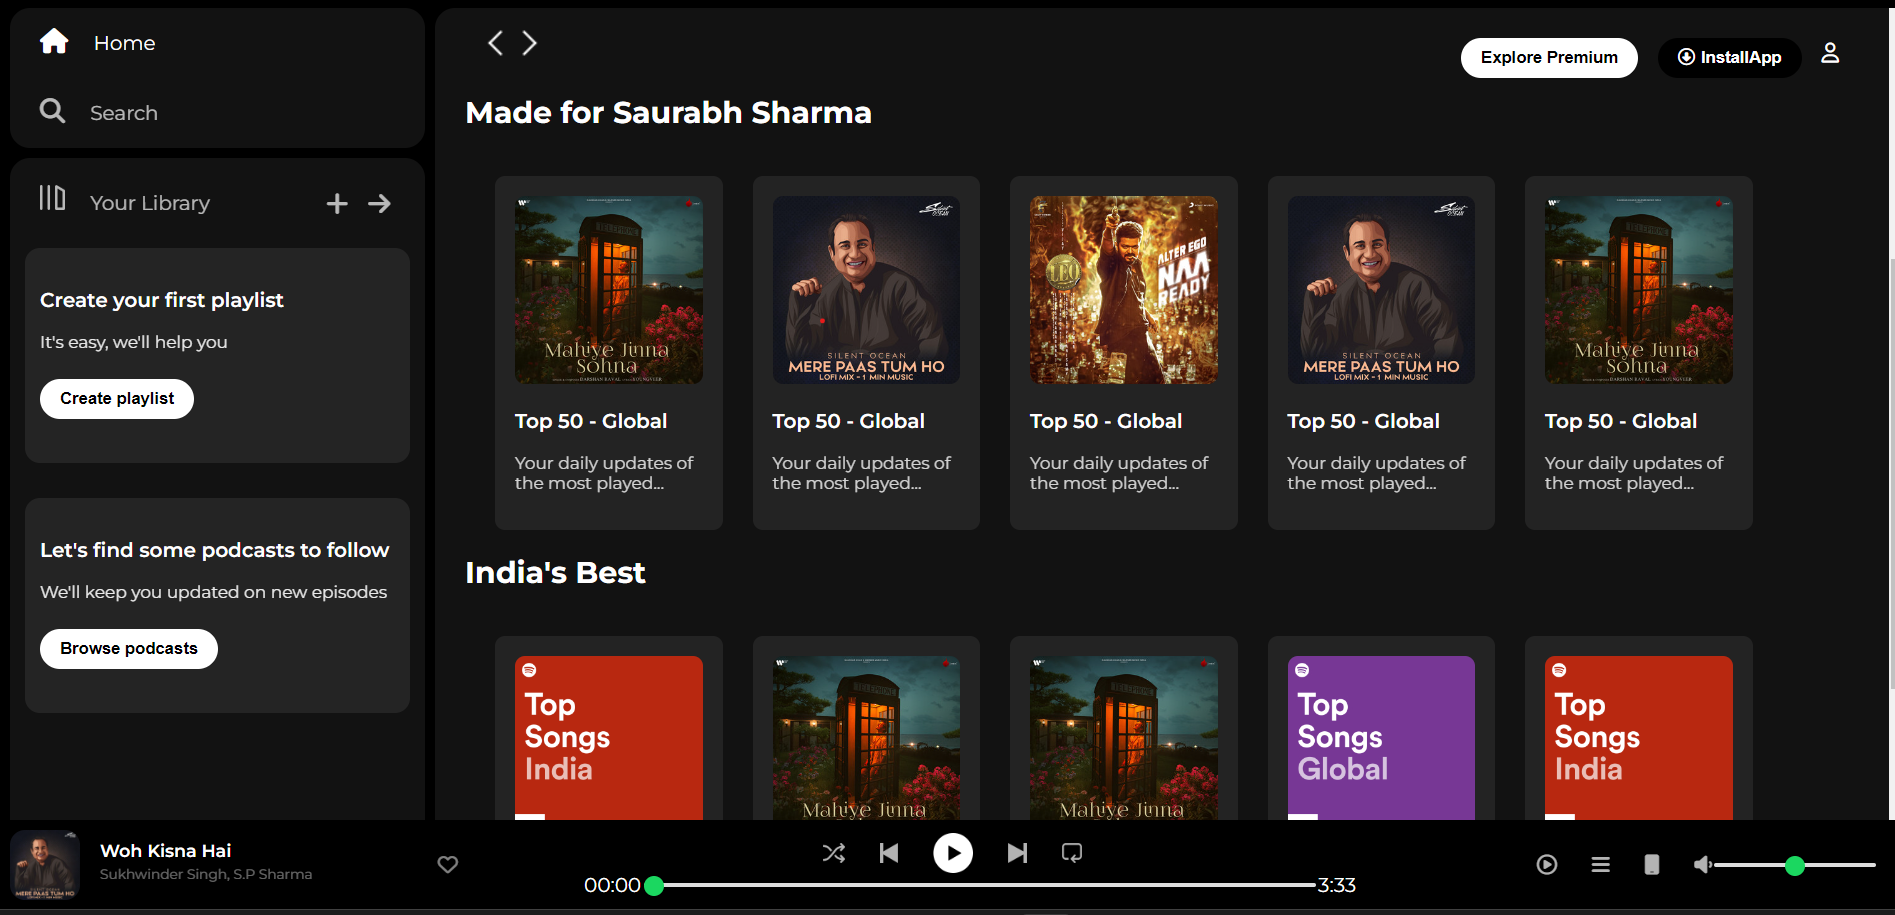 Home
Search
Your Library
Create your first playlist
It's easy, we'll help you
Create playlist
Let's find some podcasts to follow
We'll keep you updated on new episodes
Browse podcasts
Explore Premium
InstallApp
Made for Saurabh Sharma
Mahiye Jinna
Sohna
Top 50 - Global
Your daily updates of
the most played...
SILENT OCEAN
MERE PAAS TUM HO
LOFI MIX - 1 MIN MUSIC
Top 50 - Global
Your daily updates of
the most played...
LEO
ALTER EGO
NAA
READY
Top 50 - Global
Your daily updates of
the most played...
SILENT OCEAN
MERE PAAS TUM HO
LOFI MIX - 1 MIN MUSIC
Top 50 - Global
Your daily updates of
the most played...
Mahiye Jinna
Sohna
Top 50 - Global
Your daily updates of
the most played...
India's Best
Top
Songs
India
Mahiye Jinna
Mahiye Jinna
Top
Songs
Global
Top
Songs
India
Woh Kisna Hai
Sukhwinder Singh, S.P Sharma
00:00
3:33